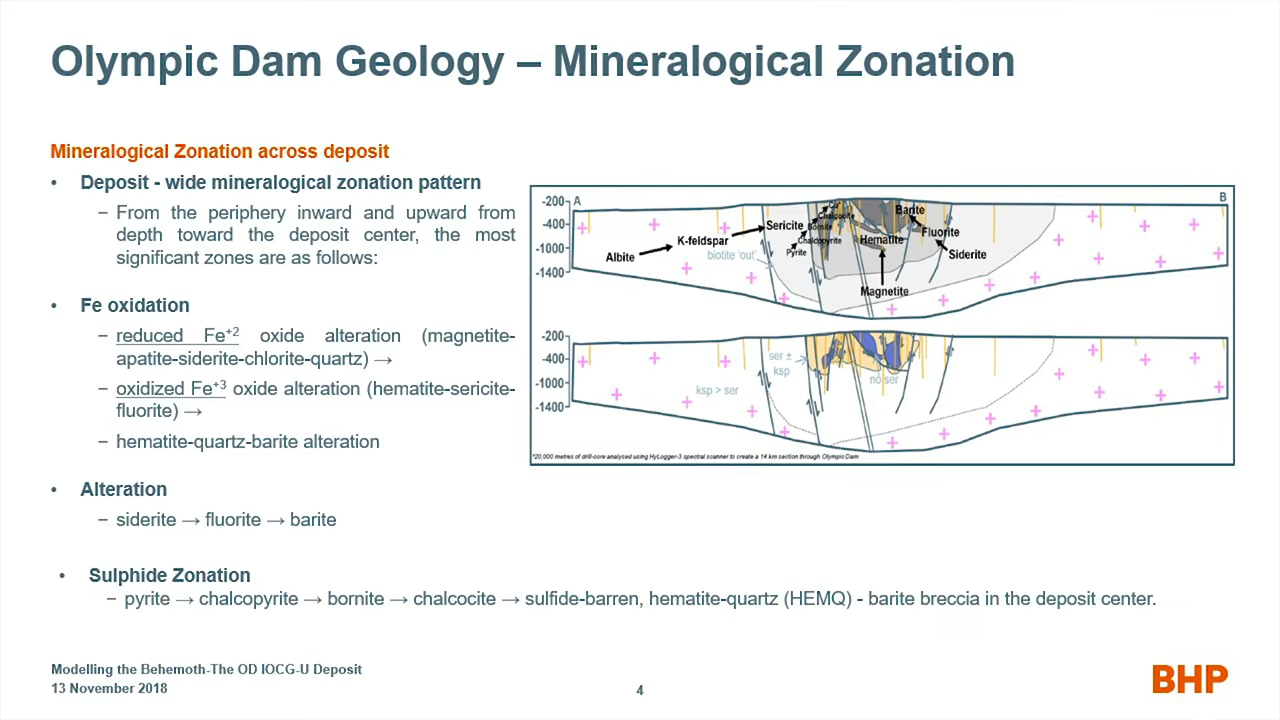 Olympic Dam Geology – Mineralogical Zonation
Mineralogical Zonation across deposit
• Deposit - wide mineralogical zonation pattern
− From the periphery inward and upward from
depth toward the deposit center, the most
significant zones are as follows:
• Fe oxidation
− reduced Fe+2 oxide alteration (magnetite-
apatite-siderite-chlorite-quartz) →
− oxidized Fe+3 oxide alteration (hematite-sericite-
fluorite) →
− hematite-quartz-barite alteration
• Alteration
− siderite → fluorite → barite
• Sulphide Zonation
− pyrite → chalcopyrite → bornite → chalcocite → sulfide-barren, hematite-quartz (HEMQ) - barite breccia in the deposit center.
A
B
-200
-400
-1000
-1400
Albite
K-feldspar
Sericite
biotite 'out'
Pyrite
Chalcopyrite
Bornite
Chalcocite
Hematite
Magnetite
Barite
Fluorite
Siderite
-200
-400
-1000
-1400
ser ±
ksp
ksp > ser
no ser
*20,000 metres of drill-core analysed using HyLogger-3 spectral scanner to create a 14 km section through Olympic Dam
Modelling the Behemoth-The OD IOCG-U Deposit
13 November 2018
4
BHP